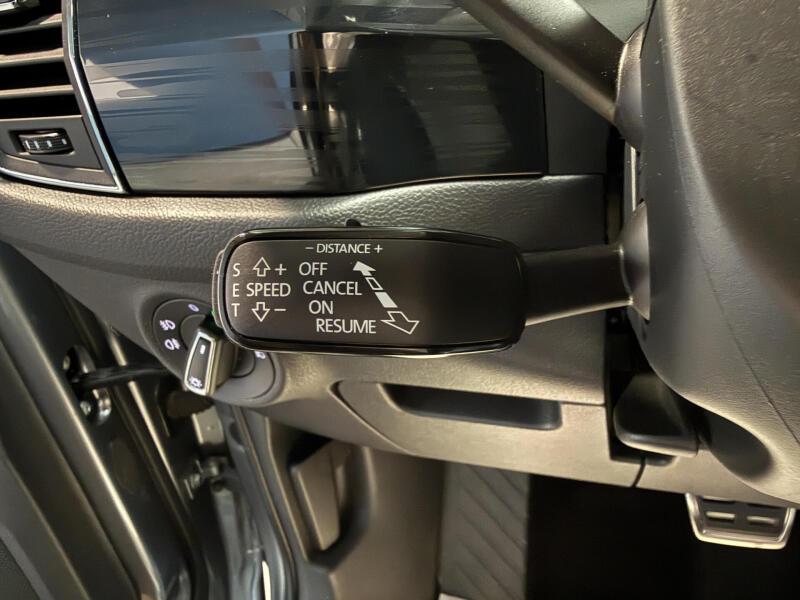 − DISTANCE +
S + OFF
E SPEED CANCEL
T − ON
RESUME